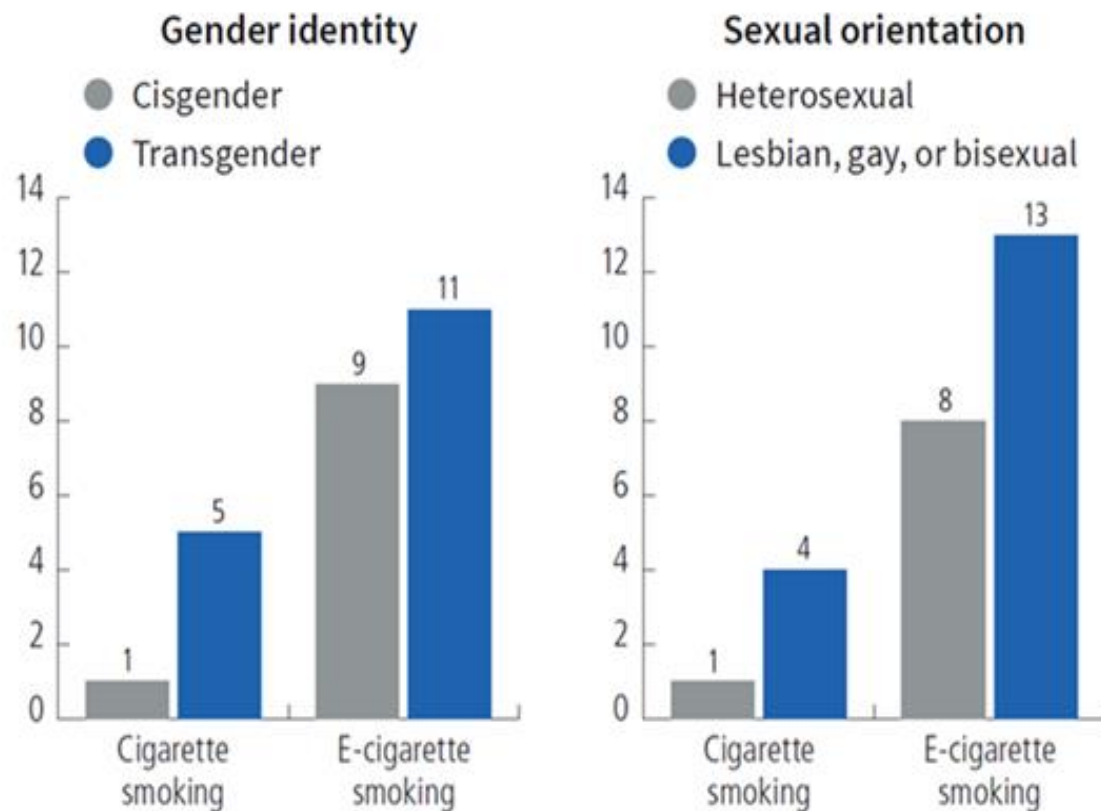 Gender identity
Cisgender
Transgender
14
12
10
8
6
4
2
0
1
5
9
11
Cigarette
smoking
E-cigarette
smoking
Sexual orientation
Heterosexual
Lesbian, gay, or bisexual
14
12
10
8
6
4
2
0
1
4
8
13
Cigarette
smoking
E-cigarette
smoking